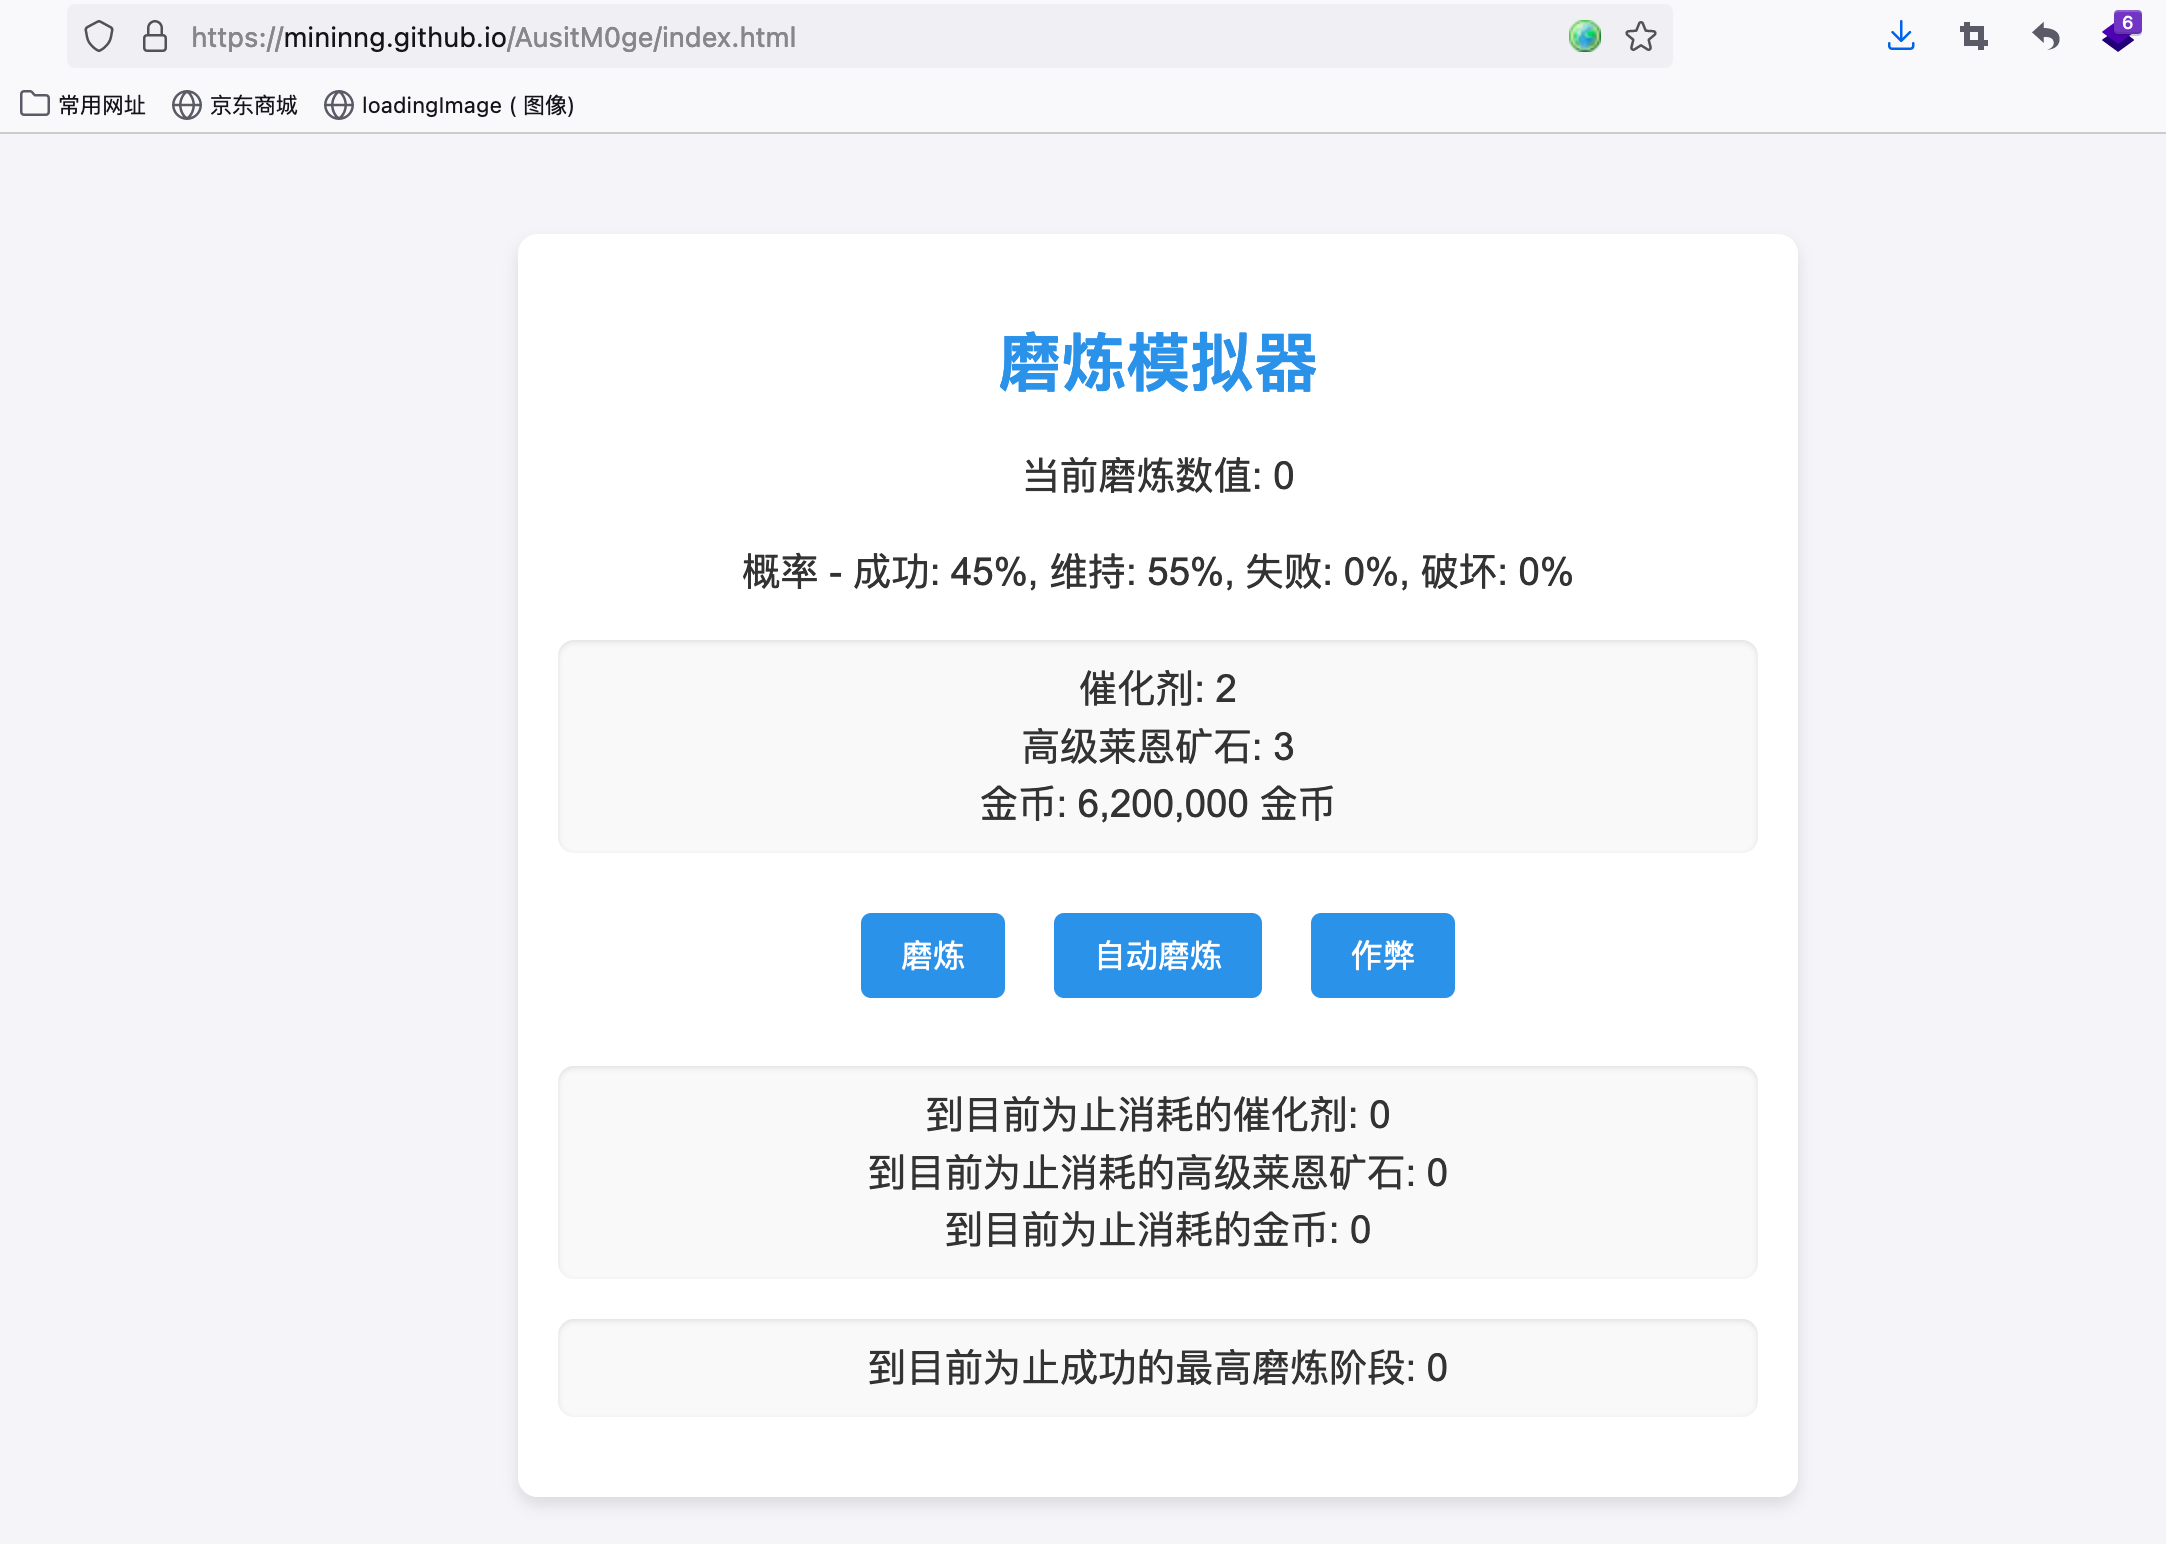 https://mininng.github.io/AusitM0ge/index.html
6
常用网址 京东商城 loadingImage ( 图像)
磨炼模拟器
当前磨炼数值: 0
概率 - 成功: 45%, 维持: 55%, 失败: 0%, 破坏: 0%
催化剂: 2
高级莱恩矿石: 3
金币: 6,200,000 金币
磨炼 自动磨炼 作弊
到目前为止消耗的催化剂: 0
到目前为止消耗的高级莱恩矿石: 0
到目前为止消耗的金币: 0
到目前为止成功的最高磨炼阶段: 0